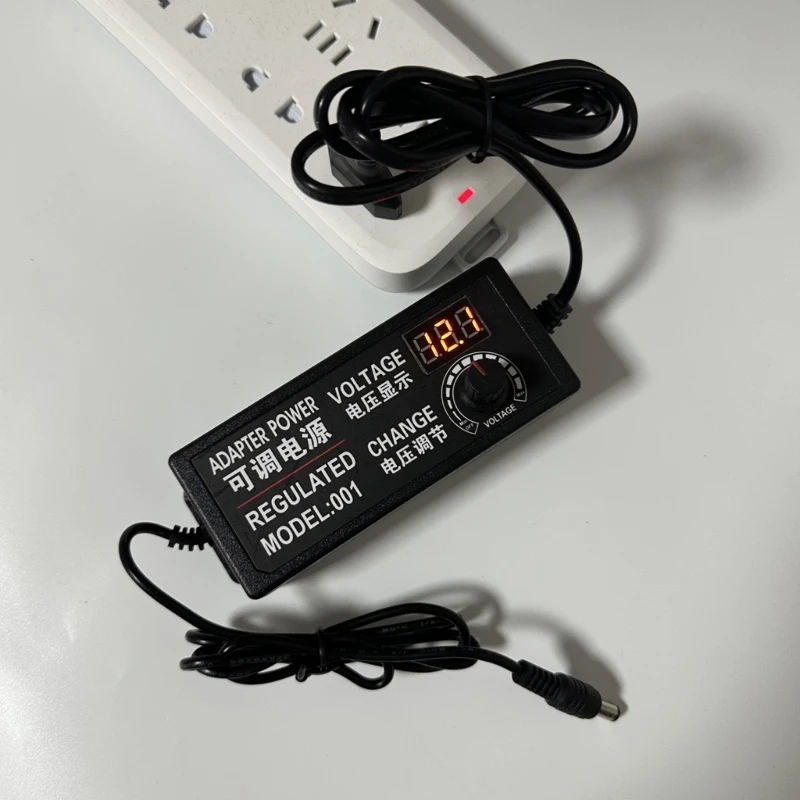 12.1
ADAPTER POWER
可调电源
REGULATED
MODEL:001
VOLTAGE
电压显示
CHANGE
电压调节
VOLTAGE